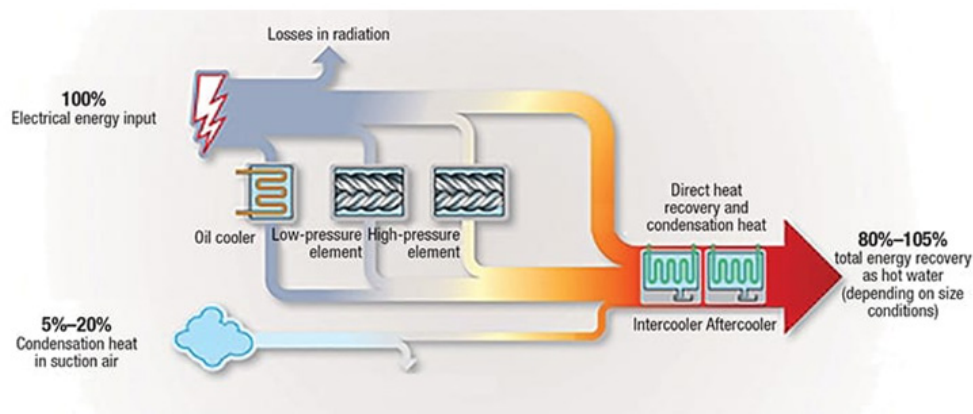 Losses in radiation
100%
Electrical energy input
Oil cooler
Low-pressure
element
High-pressure
element
Direct heat
recovery and
condensation heat
Intercooler Aftercooler
80%–105%
total energy recovery
as hot water
(depending on size
conditions)
5%–20%
Condensation heat
in suction air